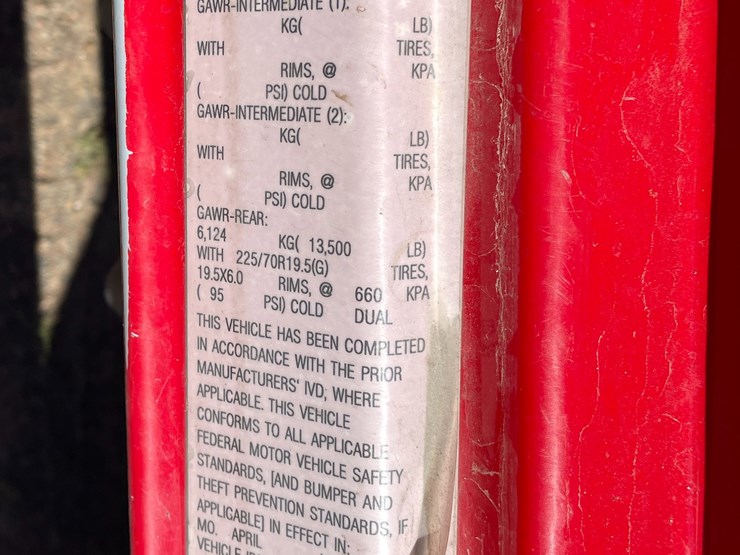 GAWR-INTERMEDIATE (1):
KG( LB)
WITH TIRES,
RIMS, @ KPA
( PSI) COLD
GAWR-INTERMEDIATE (2):
KG( LB)
WITH TIRES,
RIMS, @ KPA
( PSI) COLD
GAWR-REAR:
6,124 KG( 13,500 LB)
WITH 225/70R19.5(G) TIRES,
19.5X6.0 RIMS, @ 660 KPA
( 95 PSI) COLD DUAL
THIS VEHICLE HAS BEEN COMPLETED
IN ACCORDANCE WITH THE PRIOR
MANUFACTURERS' IVD, WHERE
APPLICABLE. THIS VEHICLE
CONFORMS TO ALL APPLICABLE
FEDERAL MOTOR VEHICLE SAFETY
STANDARDS, [AND BUMPER AND
THEFT PREVENTION STANDARDS, IF
APPLICABLE] IN EFFECT IN:
MO. APRIL
VEHICLE